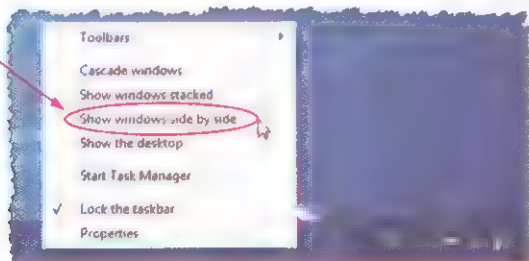 Toolbars
Cascade windows
Show windows stacked
Show windows side by side
Show the desktop
Start Task Manager
Lock the taskbar
Properties